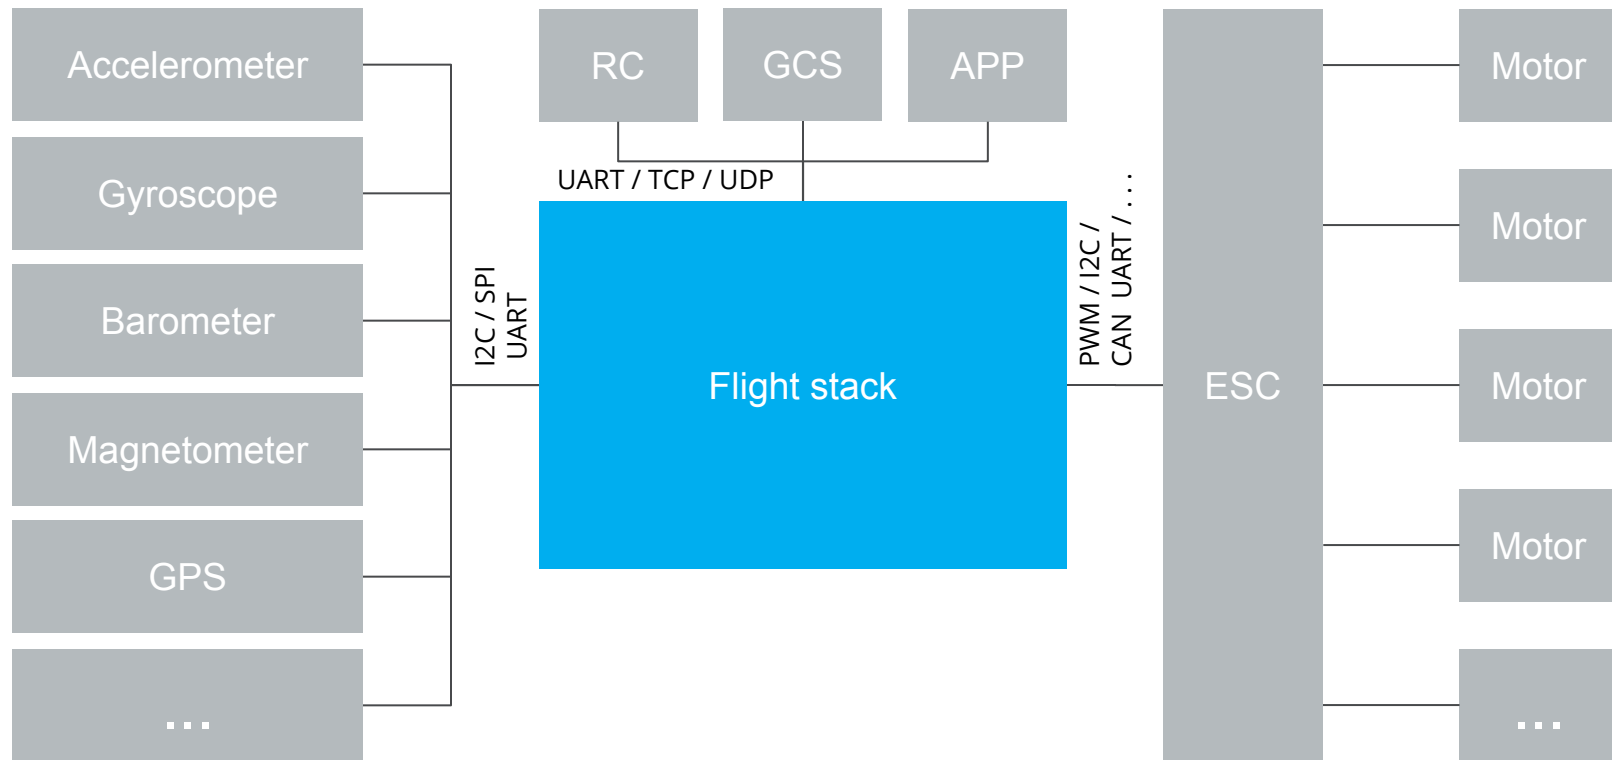 Accelerometer
Gyroscope
Barometer
Magnetometer
GPS
...
I2C / SPI
UART
RC
GCS
APP
UART / TCP / UDP
Flight stack
PWM / I2C /
CAN UART / . . .
ESC
Motor
Motor
Motor
Motor
...